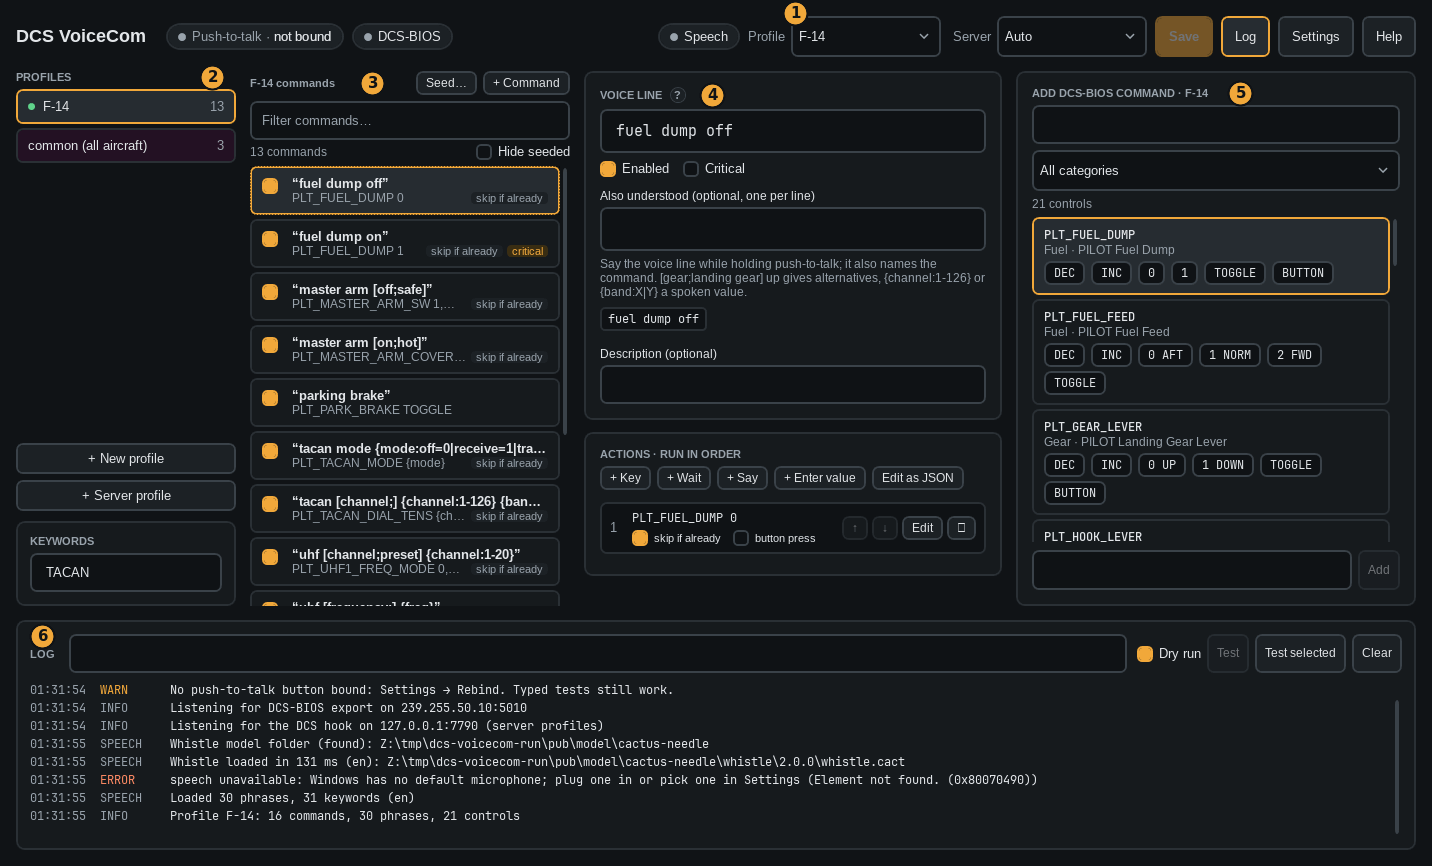 DCS VoiceCom
Push-to-talk · not bound
DCS-BIOS
Speech
Profile
1
F-14
Server
Auto
Save
Log
Settings
Help
PROFILES
2
F-14
13
common (all aircraft)
3
+ New profile
+ Server profile
KEYWORDS
TACAN
F-14 commands
3
Seed…
+ Command
Filter commands…
13 commands
Hide seeded
“fuel dump off”
PLT_FUEL_DUMP 0
skip if already
“fuel dump on”
PLT_FUEL_DUMP 1
skip if already
critical
“master arm [off;safe]”
PLT_MASTER_ARM_SW 1,…
skip if already
“master arm [on;hot]”
PLT_MASTER_ARM_COVER…
skip if already
“parking brake”
PLT_PARK_BRAKE TOGGLE
“tacan mode {mode:off=0|receive=1|tra…
PLT_TACAN_MODE {mode}
skip if already
“tacan [channel;] {channel:1-126} {ban…
PLT_TACAN_DIAL_TENS {ch…
skip if already
“uhf [channel;preset] {channel:1-20}”
PLT_UHF1_FREQ_MODE 0,…
skip if already
“uhf [frequency;] {freq}”
VOICE LINE
?
4
fuel dump off
Enabled
Critical
Also understood (optional, one per line)
Say the voice line while holding push-to-talk; it also names the
command. [gear;landing gear] up gives alternatives, {channel:1-126} or
{band:X|Y} a spoken value.
fuel dump off
Description (optional)
ACTIONS · RUN IN ORDER
+ Key
+ Wait
+ Say
+ Enter value
Edit as JSON
1
PLT_FUEL_DUMP 0
skip if already
button press
↑
↓
Edit
ADD DCS-BIOS COMMAND · F-14
5
All categories
21 controls
PLT_FUEL_DUMP
Fuel · PILOT Fuel Dump
DEC
INC
0
1
TOGGLE
BUTTON
PLT_FUEL_FEED
Fuel · PILOT Fuel Feed
DEC
INC
0 AFT
1 NORM
2 FWD
TOGGLE
PLT_GEAR_LEVER
Gear · PILOT Landing Gear Lever
DEC
INC
0 UP
1 DOWN
TOGGLE
BUTTON
PLT_HOOK_LEVER
Add
6
LOG
Dry run
Test
Test selected
Clear
01:31:54 WARN No push-to-talk button bound: Settings → Rebind. Typed tests still work.
01:31:54 INFO Listening for DCS-BIOS export on 239.255.50.10:5010
01:31:54 INFO Listening for the DCS hook on 127.0.0.1:7790 (server profiles)
01:31:55 SPEECH Whistle model folder (found): Z:\tmp\dcs-voicecom-run\pub\model\cactus-needle
01:31:55 SPEECH Whistle loaded in 131 ms (en): Z:\tmp\dcs-voicecom-run\pub\model\cactus-needle\whistle\2.0.0\whistle.cact
01:31:55 ERROR speech unavailable: Windows has no default microphone; plug one in or pick one in Settings (Element not found. (0x80070490))
01:31:55 SPEECH Loaded 30 phrases, 31 keywords (en)
01:31:55 INFO Profile F-14: 16 commands, 30 phrases, 21 controls